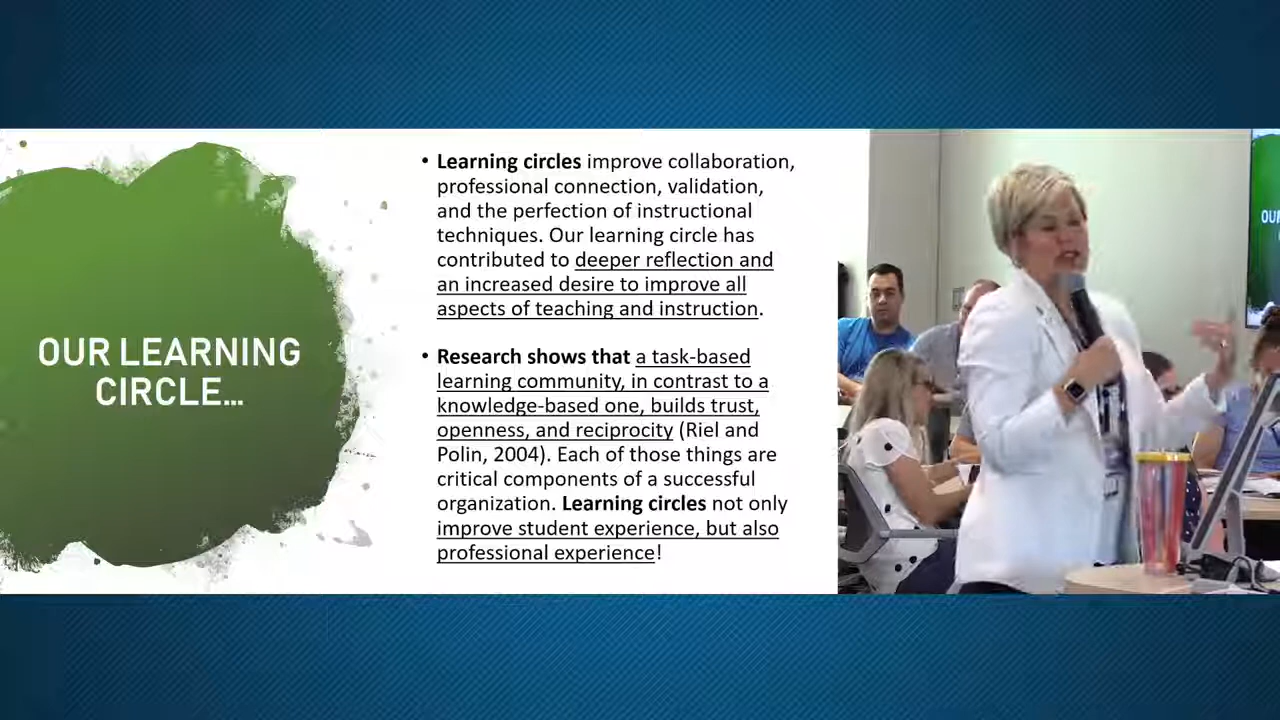 OUR LEARNING
CIRCLE...
• Learning circles improve collaboration,
professional connection, validation,
and the perfection of instructional
techniques. Our learning circle has
contributed to deeper reflection and
an increased desire to improve all
aspects of teaching and instruction.
• Research shows that a task-based
learning community, in contrast to a
knowledge-based one, builds trust,
openness, and reciprocity (Riel and
Polin, 2004). Each of those things are
critical components of a successful
organization. Learning circles not only
improve student experience, but also
professional experience!